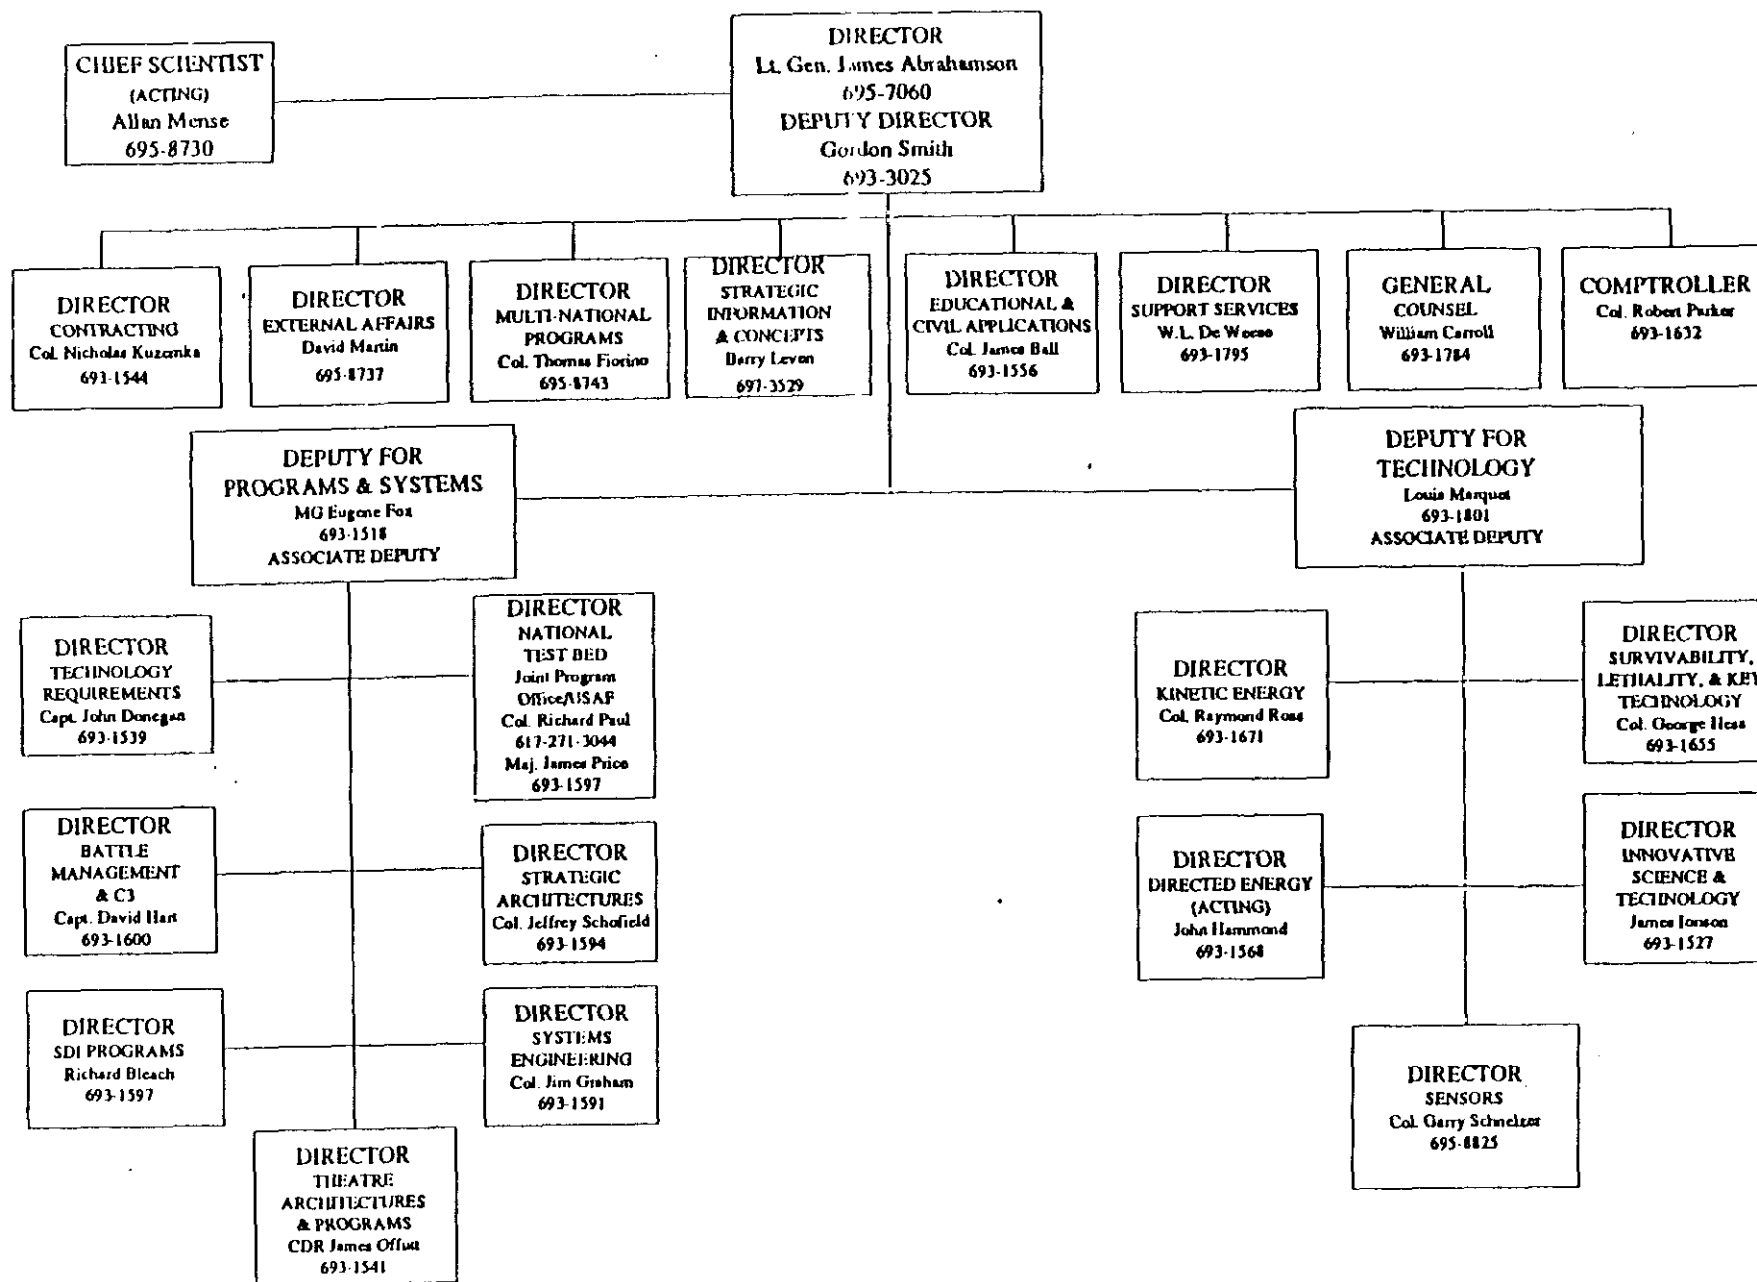 CHIEF SCIENTIST
(ACTING)
Allan Mense
695-8730
DIRECTOR
Lt. Gen. James Abrahamson
695-7060
DEPUTY DIRECTOR
Gordon Smith
693-3025
DIRECTOR
CONTRACTING
Col. Nicholas
693-1544
DIRECTOR
EXTERNAL AFFAIRS
David Martin
695-8737
DIRECTOR
MULTI-NATIONAL
PROGRAMS
Col. Thomas Fiorino
695-8743
DIRECTOR
STRATEGIC
INFORMATION
& CONCEPTS
Barry Leven
697-3529
DIRECTOR
EDUCATIONAL &
CIVIL APPLICATIONS
Col. James Ball
693-1556
DIRECTOR
SUPPORT SERVICES
W.L. De
693-1795
GENERAL
COUNSEL
William Carroll
693-1784
COMPTROLLER
Col. Robert Parker
693-1632
DEPUTY FOR
PROGRAMS & SYSTEMS
MG Eugene Fox
693-1518
ASSOCIATE DEPUTY
DEPUTY FOR
TECHNOLOGY
Louis Marquet
693-1801
ASSOCIATE DEPUTY
DIRECTOR
TECHNOLOGY
REQUIREMENTS
Capt. John Donegan
693-1539
DIRECTOR
NATIONAL
TEST BED
Joint Program
Office/USAF
Col. Richard Paul
617-271-3044
Maj. James Price
693-1597
DIRECTOR
KINETIC ENERGY
Col. Raymond Ross
693-1671
DIRECTOR
SURVIVABILITY,
LETHALITY, & KEY
TECHNOLOGY
Col. George Hess
693-1655
DIRECTOR
BATTLE
MANAGEMENT
& C3
Capt. David Hart
693-1600
DIRECTOR
STRATEGIC
ARCHITECTURES
Col. Jeffrey Schofield
693-1594
DIRECTOR
DIRECTED ENERGY
(ACTING)
John Hammond
693-1568
DIRECTOR
INNOVATIVE
SCIENCE &
TECHNOLOGY
James Ionson
693-1527
DIRECTOR
SDI PROGRAMS
Richard Bleach
693-1597
DIRECTOR
SYSTEMS
ENGINEERING
Col. Jim Graham
693-1591
DIRECTOR
SENSORS
Col. Garry Schnelzer
695-8825
DIRECTOR
THEATRE
ARCHITECTURES
& PROGRAMS
CDR James Offutt
693-1541